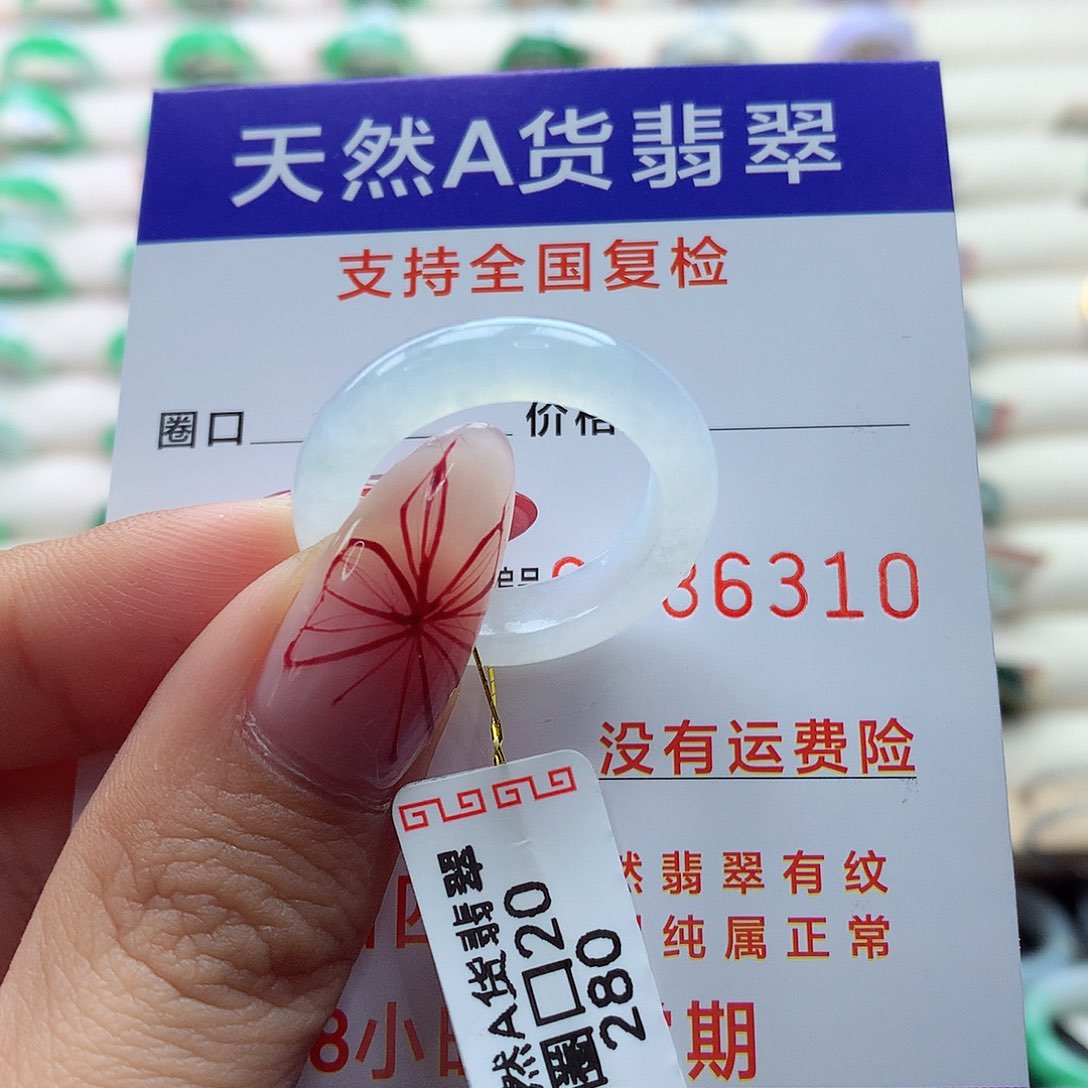 天然A货翡翠
支持全国复检
圈口
价格
36310
没有运费险
然翡翠有纹
纯属正常
8小
期
然A货翡翠
圈口20
280